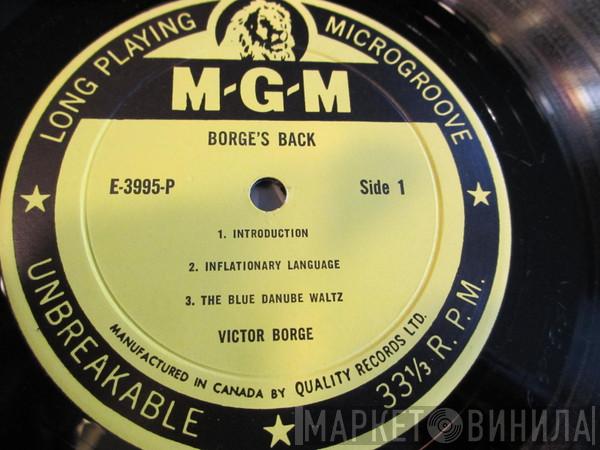 LONG PLAYING MICROGROOVE
M-G-M
BORGE'S BACK
E-3995-P
Side 1
1. INTRODUCTION
2. INFLATIONARY LANGUAGE
3. THE BLUE DANUBE WALTZ
VICTOR BORGE
MANUFACTURED IN CANADA BY QUALITY RECORDS LTD.
UNBREAKABLE
33⅓ R.P.M.
МАРКЕТ ВИНИЛА